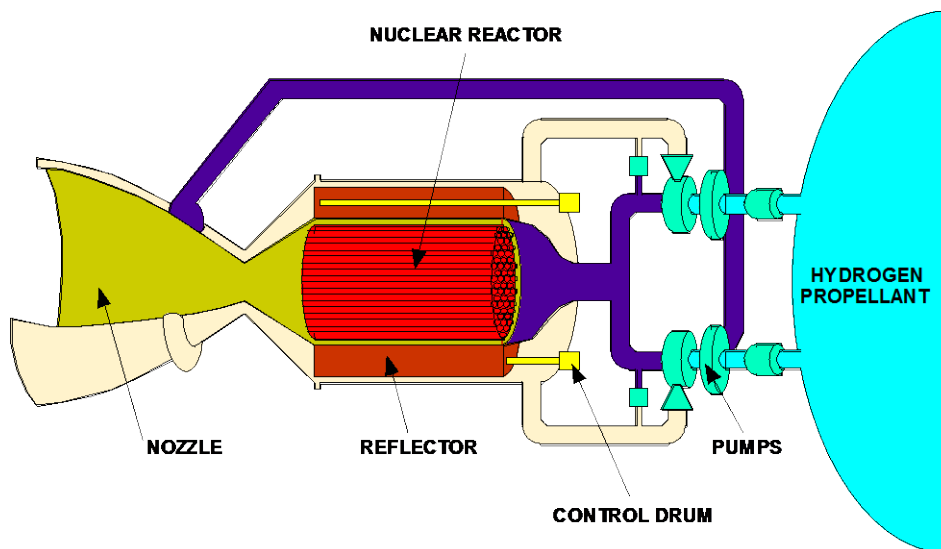 NUCLEAR REACTOR
HYDROGEN
PROPELLANT
NOZZLE
REFLECTOR
PUMPS
CONTROL DRUM